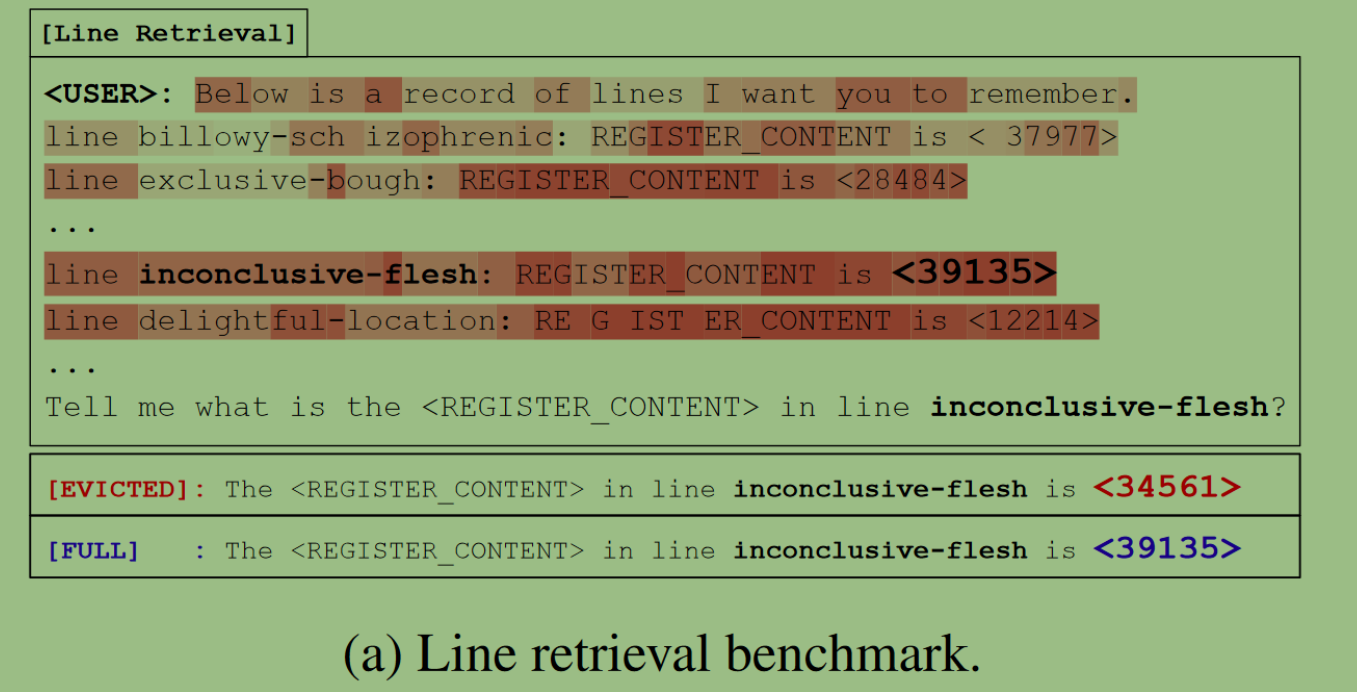 [Line Retrieval]
<USER>: Below is a record of lines I want you to remember.
line billowy-sch izophrenic: REGISTER_CONTENT is < 37977>
line exclusive-bough: REGISTER_CONTENT is <28484>
...
line inconclusive-flesh: REGISTER_CONTENT is <39135>
line delightful-location: RE G IST ER_CONTENT is <12214>
...
Tell me what is the <REGISTER_CONTENT> in line inconclusive-flesh?
[EVICTED]: The <REGISTER_CONTENT> in line inconclusive-flesh is <34561>
[FULL] : The <REGISTER_CONTENT> in line inconclusive-flesh is <39135>
(a) Line retrieval benchmark.